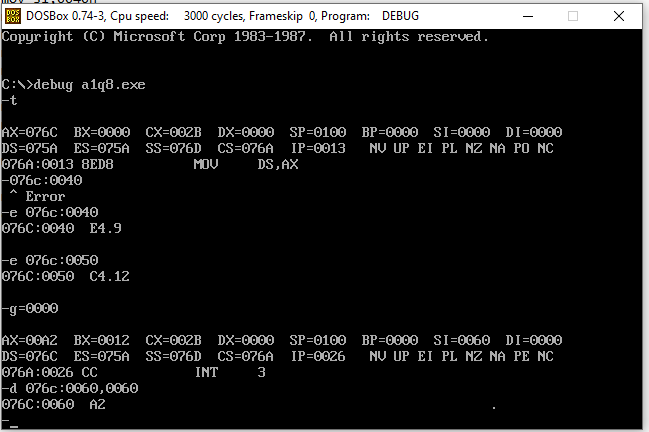 mov si,0040h
DOSBox 0.74-3, Cpu speed: 3000 cycles, Frameskip 0, Program: DEBUG
Copyright (C) Microsoft Corp 1983-1987. All rights reserved.
C:\>debug a1q8.exe
-t
AX=076C BX=0000 CX=002B DX=0000 SP=0100 BP=0000 SI=0000 DI=0000
DS=075A ES=075A SS=076D CS=076A IP=0013 NV UP EI PL NZ NA PO NC
076A:0013 8ED8 MOV DS,AX
-076c:0040
^ Error
-e 076c:0040
076C:0040 E4.9
-e 076c:0050
076C:0050 C4.12
-g=0000
AX=00A2 BX=0012 CX=002B DX=0000 SP=0100 BP=0000 SI=0060 DI=0000
DS=076C ES=075A SS=076D CS=076A IP=0026 NV UP EI PL NZ NA PE NC
076A:0026 CC INT 3
-d 076c:0060,0060
076C:0060 A2 .
-_